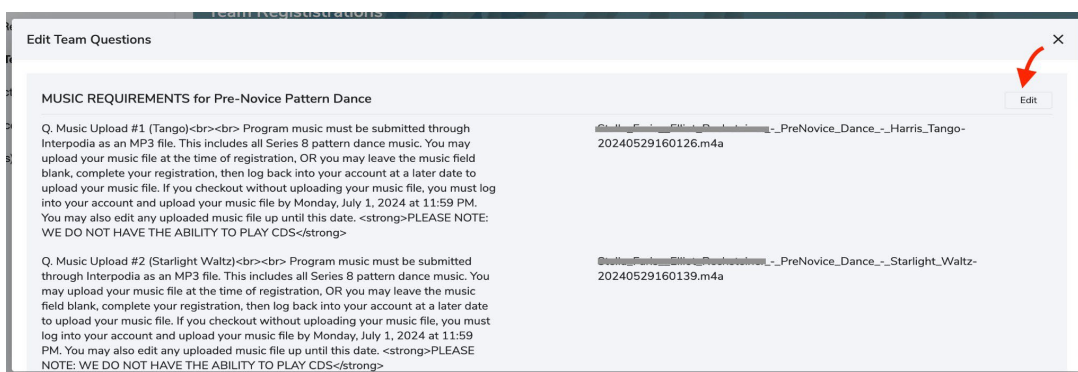 Team Regististrations
Edit Team Questions
MUSIC REQUIREMENTS for Pre-Novice Pattern Dance
Edit
Q. Music Upload #1 (Tango)<br><br> Program music must be submitted through
Interpodia as an MP3 file. This includes all Series 8 pattern dance music. You may
upload your music file at the time of registration, OR you may leave the music field
blank, complete your registration, then log back into your account at a later date to
upload your music file. If you checkout without uploading your music file, you must log
into your account and upload your music file by Monday, July 1, 2024 at 11:59 PM.
You may also edit any uploaded music file up until this date. <strong>PLEASE NOTE:
WE DO NOT HAVE THE ABILITY TO PLAY CDS</strong>
_-_PreNovice_Dance_-_Harris_Tango-
20240529160126.m4a
Q. Music Upload #2 (Starlight Waltz)<br><br> Program music must be submitted
through Interpodia as an MP3 file. This includes all Series 8 pattern dance music. You
may upload your music file at the time of registration, OR you may leave the music
field blank, complete your registration, then log back into your account at a later date
to upload your music file. If you checkout without uploading your music file, you must
log into your account and upload your music file by Monday, July 1, 2024 at 11:59
PM. You may also edit any uploaded music file up until this date. <strong>PLEASE
NOTE: WE DO NOT HAVE THE ABILITY TO PLAY CDS</strong>
_-_PreNovice_Dance_-_Starlight_Waltz-
20240529160139.m4a